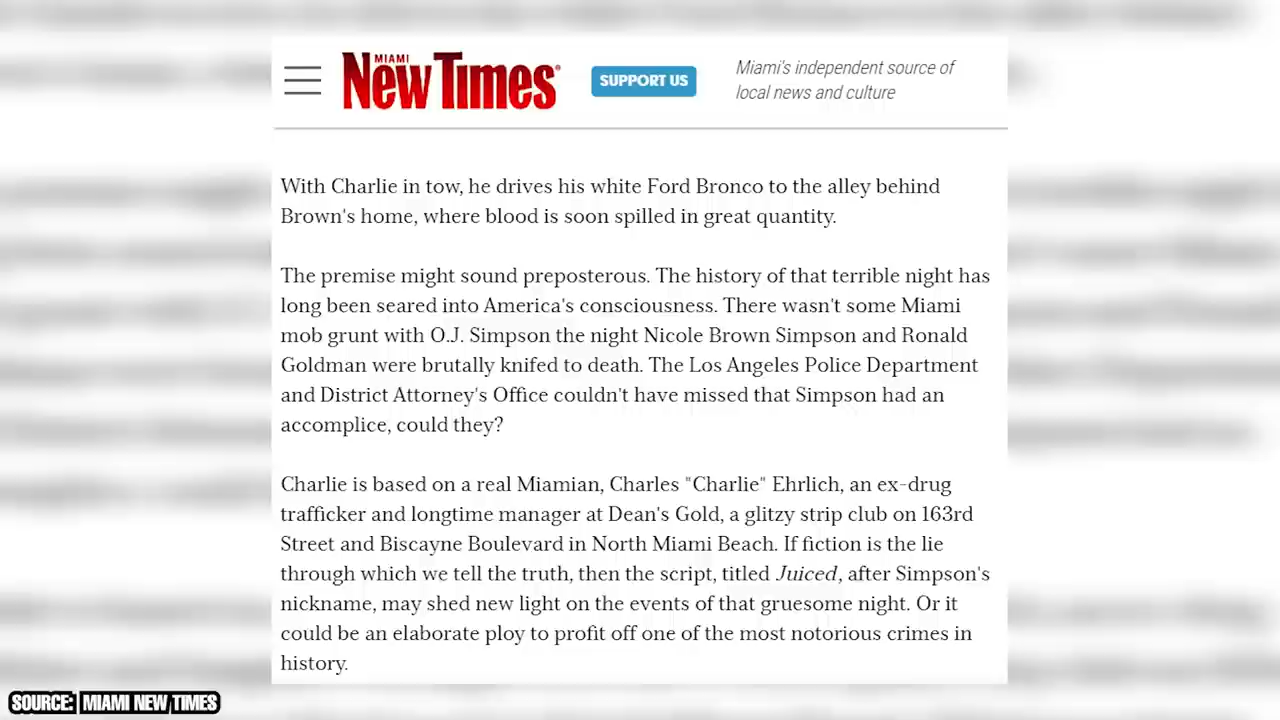 MIAMI
New Times
SUPPORT US
Miami's independent source of
local news and culture
With Charlie in tow, he drives his white Ford Bronco to the alley behind
Brown's home, where blood is soon spilled in great quantity.
The premise might sound preposterous. The history of that terrible night has
long been seared into America's consciousness. There wasn't some Miami
mob grunt with O.J. Simpson the night Nicole Brown Simpson and Ronald
Goldman were brutally knifed to death. The Los Angeles Police Department
and District Attorney's Office couldn't have missed that Simpson had an
accomplice, could they?
Charlie is based on a real Miamian, Charles "Charlie" Ehrlich, an ex-drug
trafficker and longtime manager at Dean's Gold, a glitzy strip club on 163rd
Street and Biscayne Boulevard in North Miami Beach. If fiction is the lie
through which we tell the truth, then the script, titled Juiced, after Simpson's
nickname, may shed new light on the events of that gruesome night. Or it
could be an elaborate ploy to profit off one of the most notorious crimes in
history.
SOURCE: MIAMI NEW TIMES